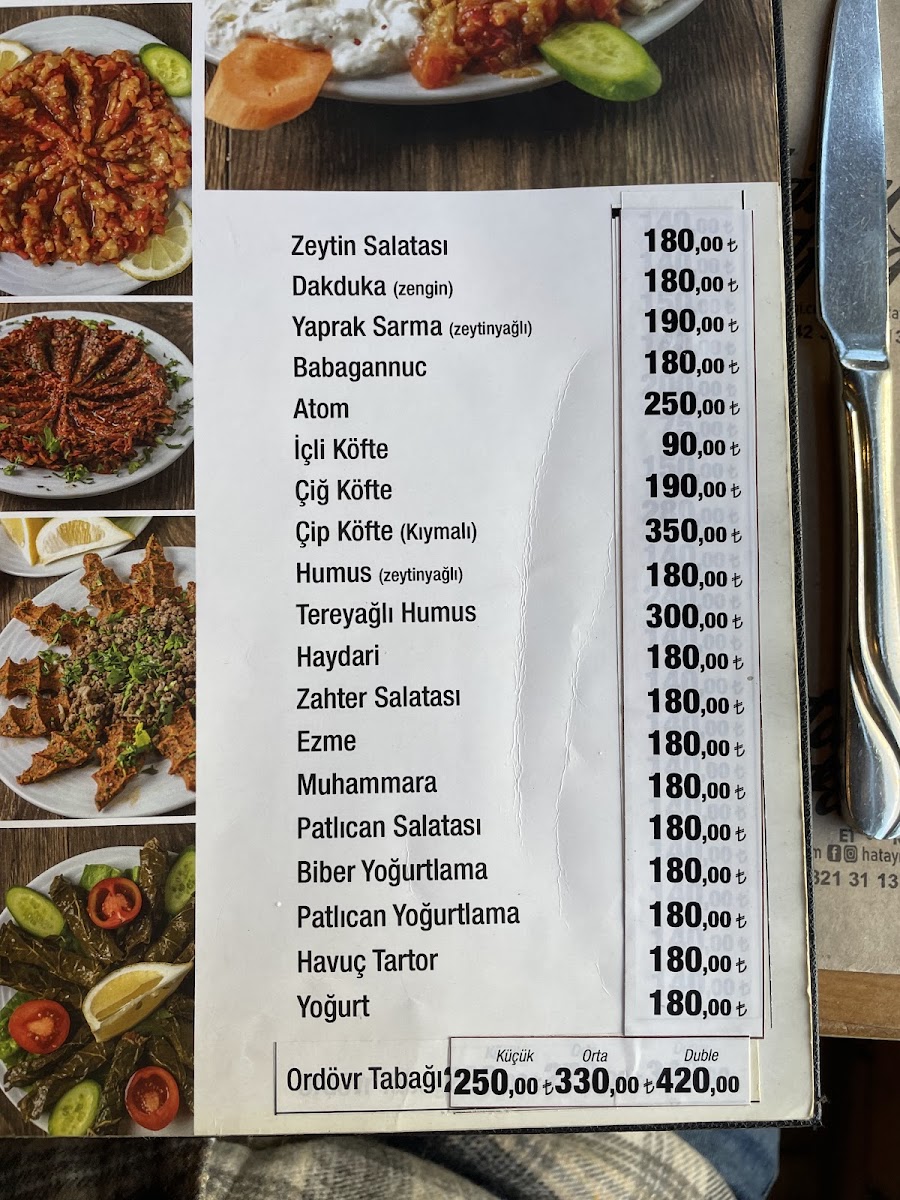 Zeytin Salatası 180,00 ₺
Dakduka (zengin) 180,00 ₺
Yaprak Sarma (zeytinyağlı) 190,00 ₺
Babagannuc 180,00 ₺
Atom 250,00 ₺
İçli Köfte 90,00 ₺
Çiğ Köfte 190,00 ₺
Çip Köfte (Kıymalı) 350,00 ₺
Humus (zeytinyağlı) 180,00 ₺
Tereyağlı Humus 300,00 ₺
Haydari 180,00 ₺
Zahter Salatası 180,00 ₺
Ezme 180,00 ₺
Muhammara 180,00 ₺
Patlıcan Salatası 180,00 ₺
Biber Yoğurtlama 180,00 ₺
Patlıcan Yoğurtlama 180,00 ₺
Havuç Tartor 180,00 ₺
Yoğurt 180,00 ₺
Küçük Orta Duble
Ordövr Tabağı 250,00 ₺ 330,00 ₺ 420,00
321 31 13